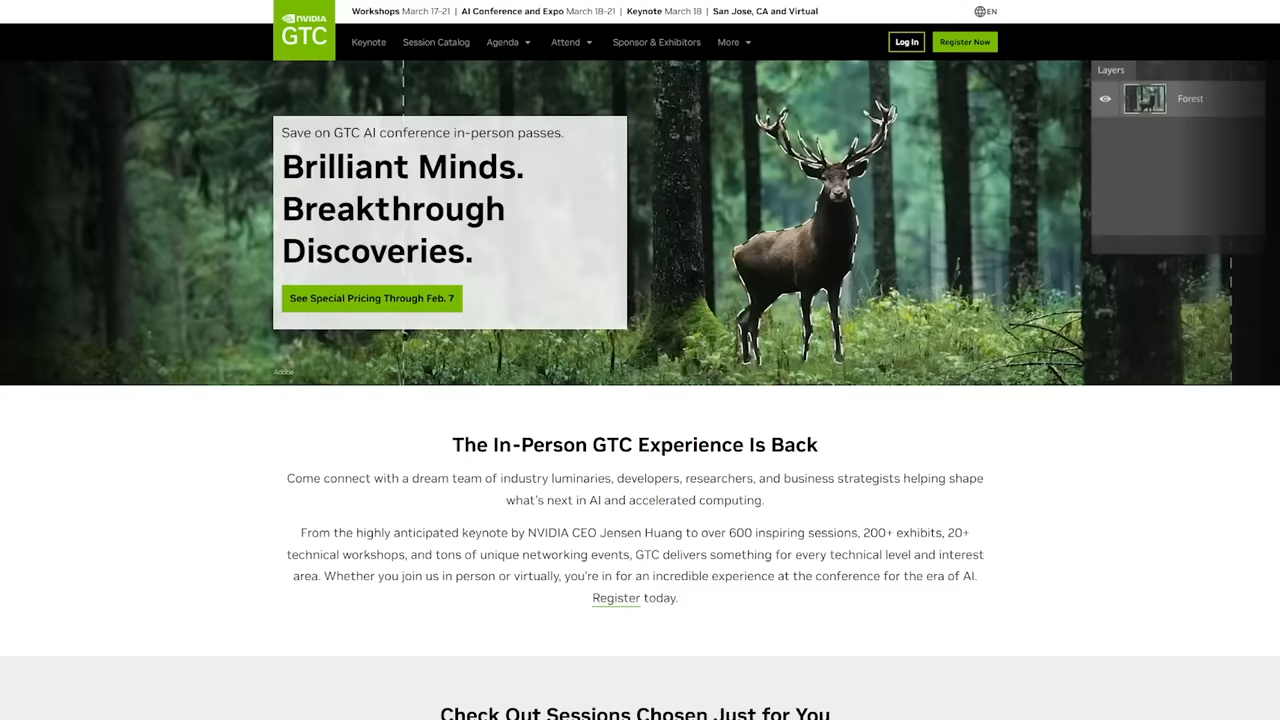 Workshops March 17-21 | AI Conference and Expo March 18-21 | Keynote March 18 | San Jose, CA and Virtual
EN
NVIDIA
GTC
Keynote
Session Catalog
Agenda
Attend
Sponsor & Exhibitors
More
Log In
Register Now
Layers
Forest
Save on GTC AI conference in-person passes.
Brilliant Minds.
Breakthrough
Discoveries.
See Special Pricing Through Feb. 7
Adobe
The In-Person GTC Experience Is Back
Come connect with a dream team of industry luminaries, developers, researchers, and business strategists helping shape
what's next in AI and accelerated computing.
From the highly anticipated keynote by NVIDIA CEO Jensen Huang to over 600 inspiring sessions, 200+ exhibits, 20+
technical workshops, and tons of unique networking events, GTC delivers something for every technical level and interest
area. Whether you join us in person or virtually, you're in for an incredible experience at the conference for the era of AI.
Register today.
Check Out Sessions Chosen Just for You